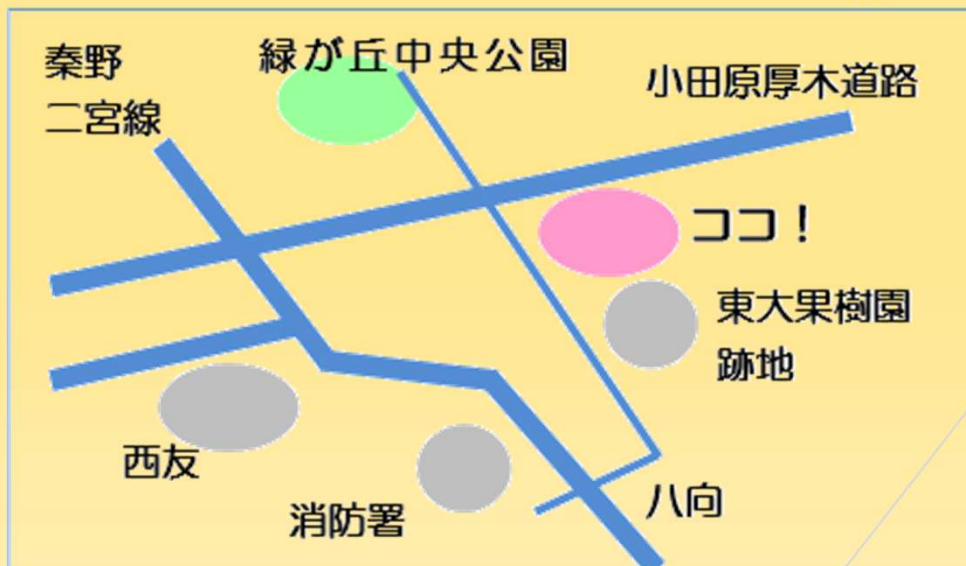 秦野
二宮線
緑が丘中央公園
小田原厚木道路
ココ！
東大果樹園
跡地
西友
消防署
八向